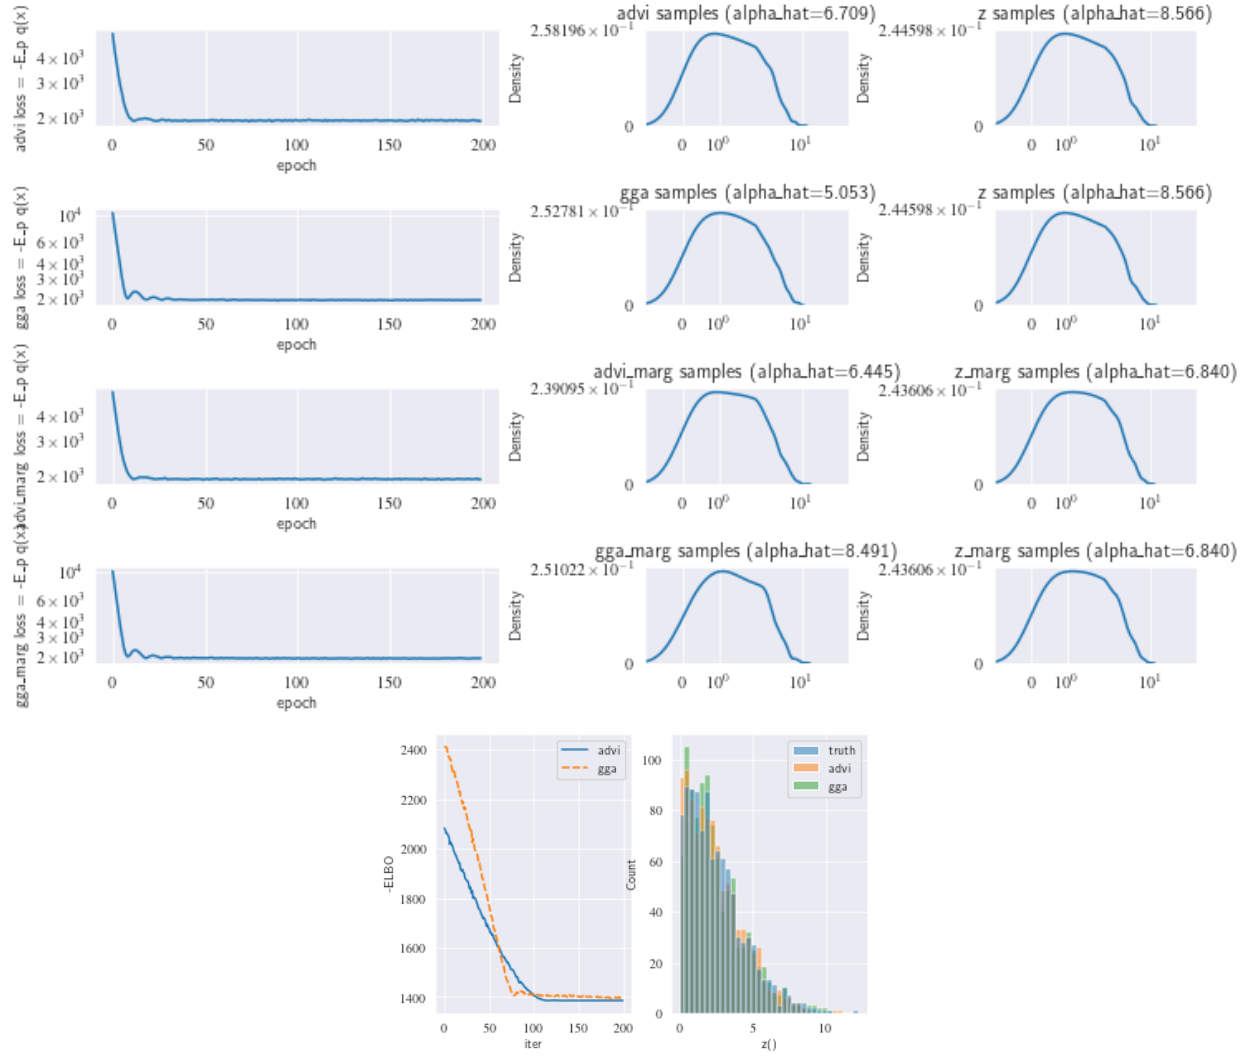 advi loss = -E_p q(x)
4 × 10³
3 × 10³
2 × 10³
0 50 100 150 200
epoch
advi samples (alpha_hat=6.709)
2.58196 × 10⁻¹
Density
0
0 10⁰ 10¹
z samples (alpha_hat=8.566)
2.44598 × 10⁻¹
Density
0
0 10⁰ 10¹
gga loss = -E_p q(x)
10⁴
6 × 10³
4 × 10³
3 × 10³
2 × 10³
0 50 100 150 200
epoch
gga samples (alpha_hat=5.053)
2.52781 × 10⁻¹
Density
0
0 10⁰ 10¹
z samples (alpha_hat=8.566)
2.44598 × 10⁻¹
Density
0
0 10⁰ 10¹
advi_marg loss = -E_p q(x)
4 × 10³
3 × 10³
2 × 10³
0 50 100 150 200
epoch
advi_marg samples (alpha_hat=6.445)
2.39095 × 10⁻¹
Density
0
0 10⁰ 10¹
z_marg samples (alpha_hat=6.840)
2.43606 × 10⁻¹
Density
0
0 10⁰ 10¹
gga_marg loss = -E_p q(x)
10⁴
6 × 10³
4 × 10³
3 × 10³
2 × 10³
0 50 100 150 200
epoch
gga_marg samples (alpha_hat=8.491)
2.51022 × 10⁻¹
Density
0
0 10⁰ 10¹
z_marg samples (alpha_hat=6.840)
2.43606 × 10⁻¹
Density
0
0 10⁰ 10¹
-ELBO
2400
2200
2000
1800
1600
1400
0 50 100 150 200
iter
advi
gga
Count
100
80
60
40
20
0
0 5 10
z()
truth
advi
gga